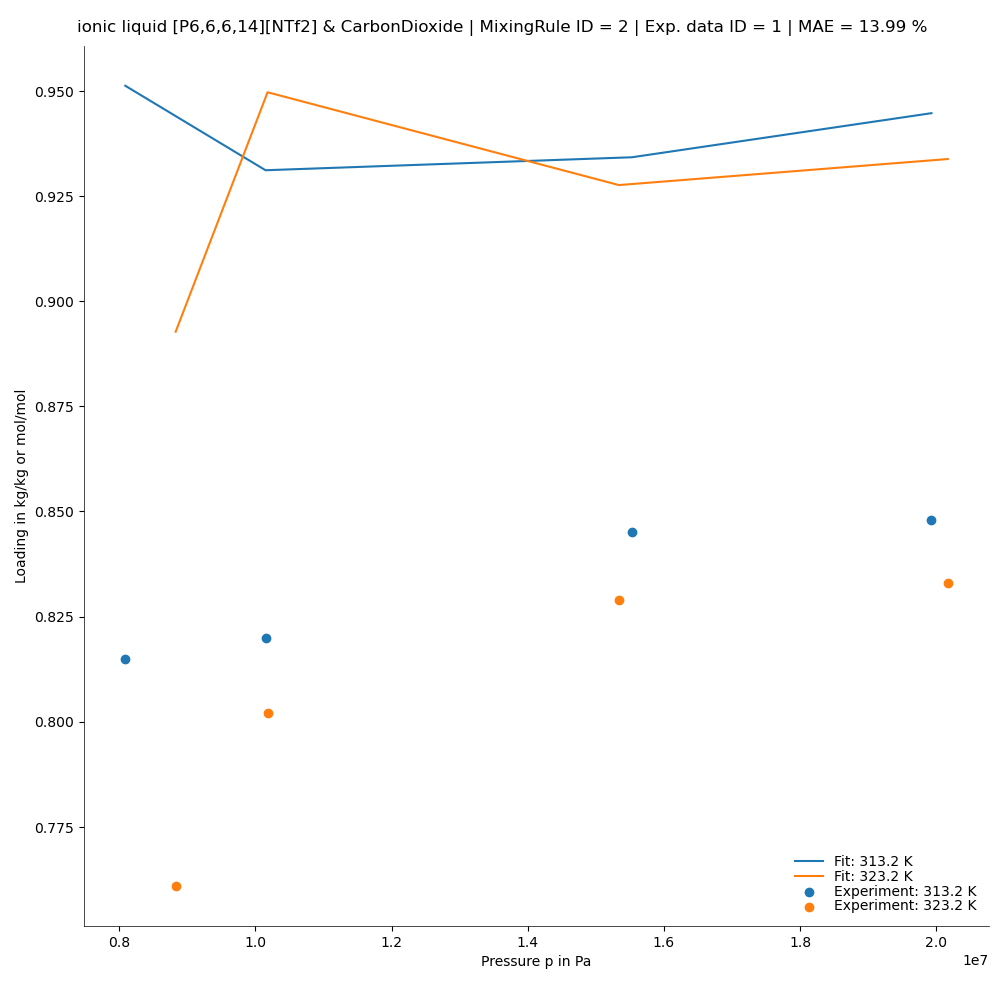 ionic liquid [P6,6,6,14][NTf2] & CarbonDioxide | MixingRule ID = 2 | Exp. data ID = 1 | MAE = 13.99 %
0.950
0.925
0.900
0.875
0.850
0.825
0.800
0.775
Loading in kg/kg or mol/mol
Fit: 313.2 K
Fit: 323.2 K
Experiment: 313.2 K
Experiment: 323.2 K
0.8 1.0 1.2 1.4 1.6 1.8 2.0
1e7
Pressure p in Pa